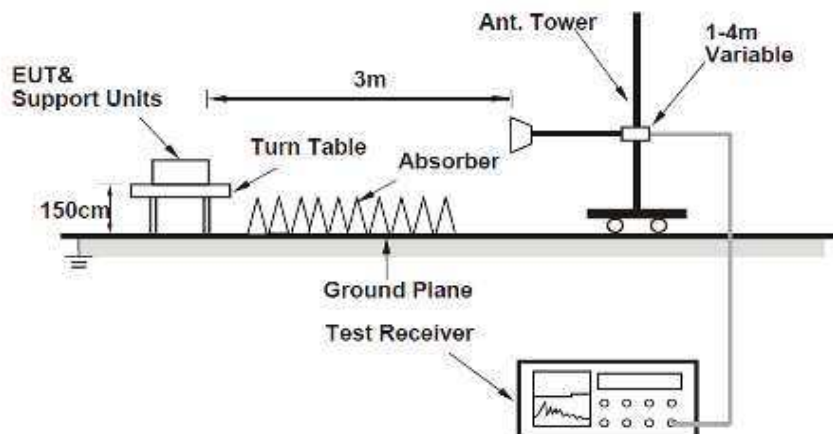 Ant. Tower
1-4m
Variable
EUT&
Support Units
3m
Turn Table
Absorber
150cm
Ground Plane
Test Receiver